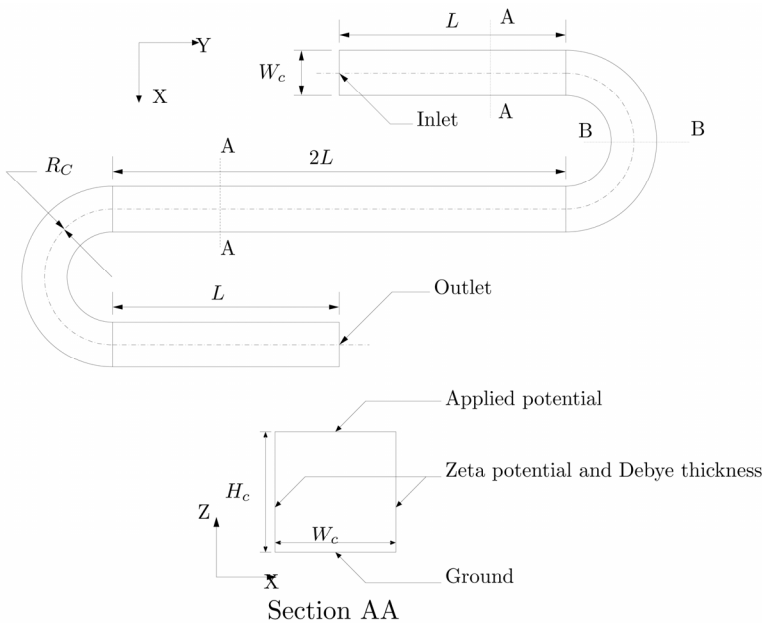 L
A
Y
W_c
X
Inlet
A
B
B
A
R_C
2L
A
L
Outlet
Applied potential
Zeta potential and Debye thickness
H_c
Z
W_c
Ground
X
Section AA